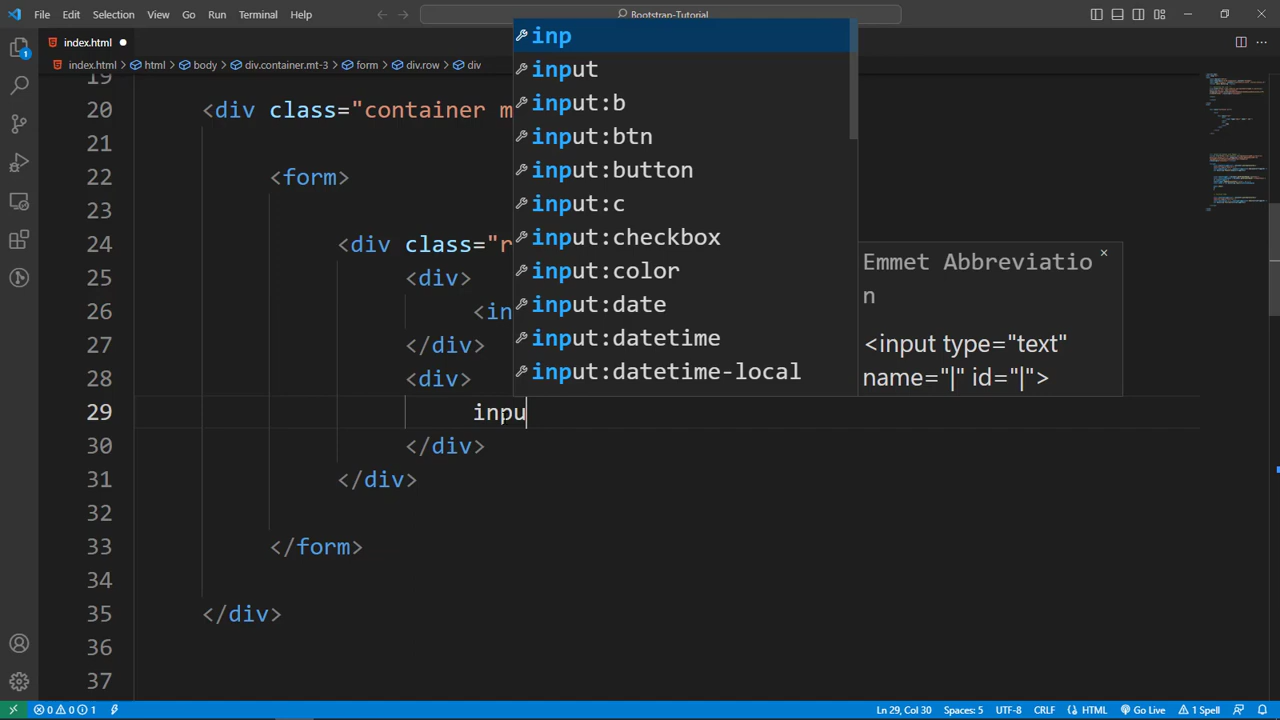 File Edit Selection View Go Run Terminal Help
Bootstrap-Tutorial
index.html
index.html > html > body > div.container.mt-3 > form > div.row > div
1
19
20 <div class="container m
21
22 <form>
23
24 <div class="r
25 <div>
26 <in
27 </div>
28 <div>
29 inpu
30 </div>
31 </div>
32
33 </form>
34
35 </div>
36
37
inp
input
input:b
input:btn
input:button
input:c
input:checkbox
input:color
input:date
input:datetime
input:datetime-local
Emmet Abbreviatio
n
<input type="text"
name="|" id="|">
0 0 1
Ln 29, Col 30 Spaces: 5 UTF-8 CRLF HTML Go Live 1 Spell